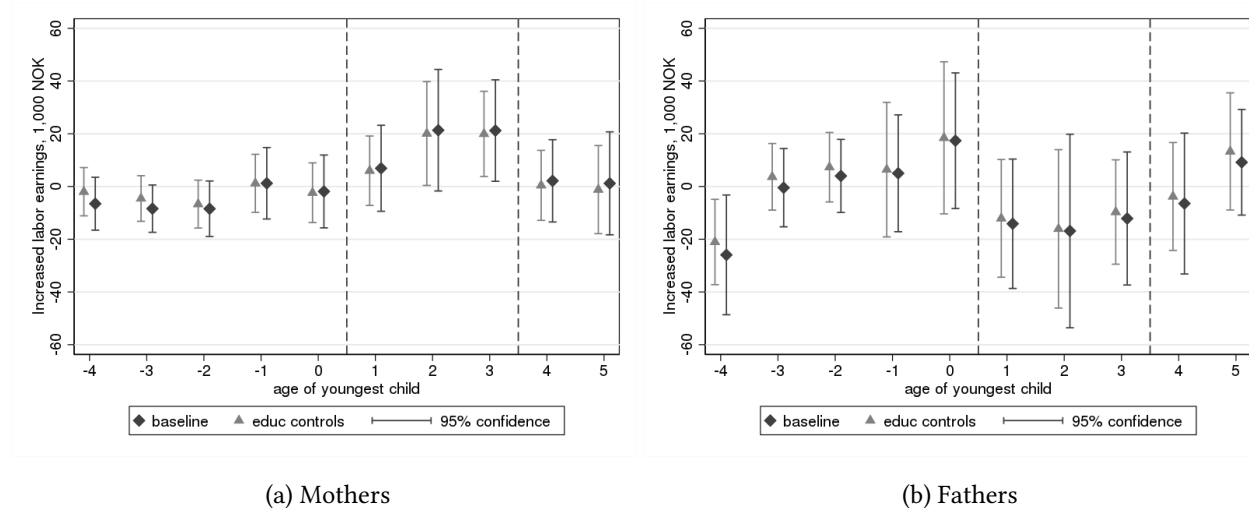 Increased labor earnings, 1,000 NOK
60
40
20
0
-20
-40
-60
-4 -3 -2 -1 0 1 2 3 4 5
age of youngest child
baseline educ controls 95% confidence
(a) Mothers
Increased labor earnings, 1,000 NOK
60
40
20
0
-20
-40
-60
-4 -3 -2 -1 0 1 2 3 4 5
age of youngest child
baseline educ controls 95% confidence
(b) Fathers